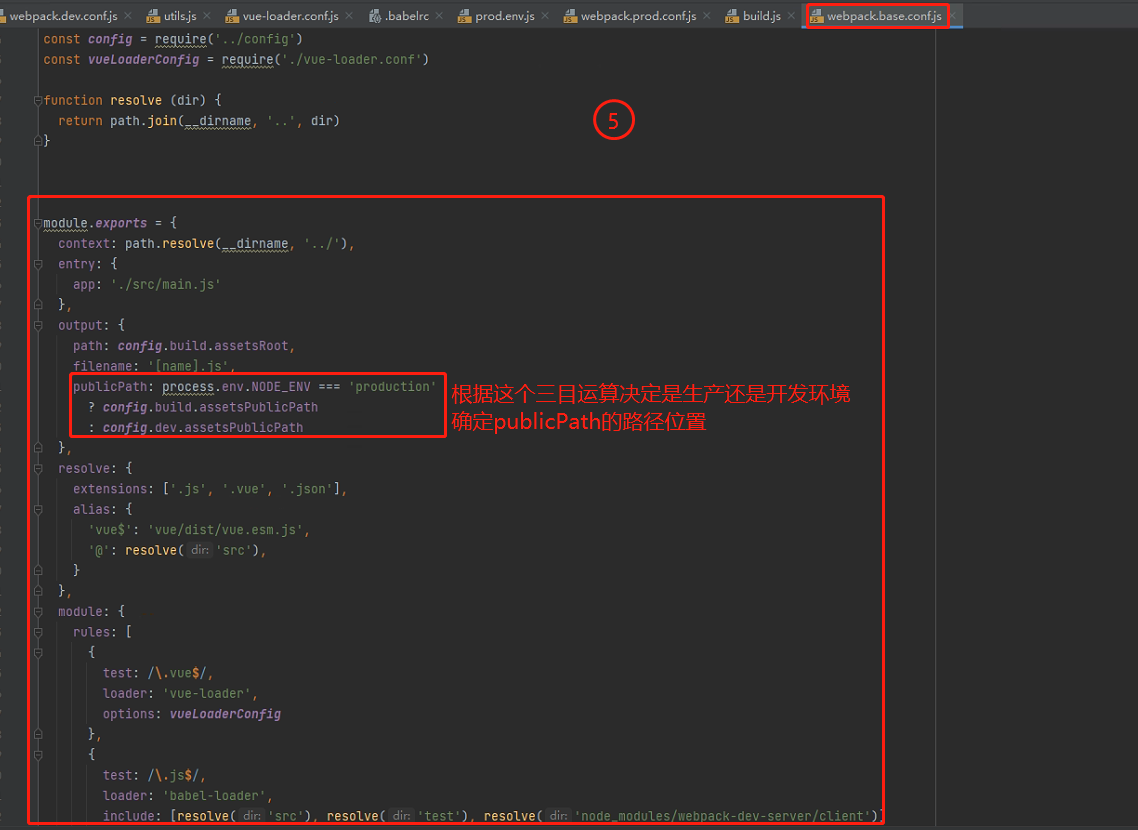 webpack.dev.conf.js × utils.js × vue-loader.conf.js × .babelrc × prod.env.js × webpack.prod.conf.js × build.js × webpack.base.conf.js ×
const config = require('../config')
const vueLoaderConfig = require('./vue-loader.conf')
function resolve (dir) {
return path.join(__dirname, '..', dir)
}
5
module.exports = {
context: path.resolve(__dirname, '../'),
entry: {
app: './src/main.js'
},
output: {
path: config.build.assetsRoot,
filename: '[name].js',
publicPath: process.env.NODE_ENV === 'production'
? config.build.assetsPublicPath
: config.dev.assetsPublicPath
根据这个三目运算决定是生产还是开发环境
确定publicPath的路径位置
},
resolve: {
extensions: ['.js', '.vue', '.json'],
alias: {
'vue$': 'vue/dist/vue.esm.js',
'@': resolve( dir: 'src'),
}
},
module: {
rules: [
{
test: /\.vue$/,
loader: 'vue-loader',
options: vueLoaderConfig
},
{
test: /\.js$/,
loader: 'babel-loader',
include: [resolve( dir: 'src'), resolve( dir: 'test'), resolve( dir: 'node_modules/webpack-dev-server/client')]